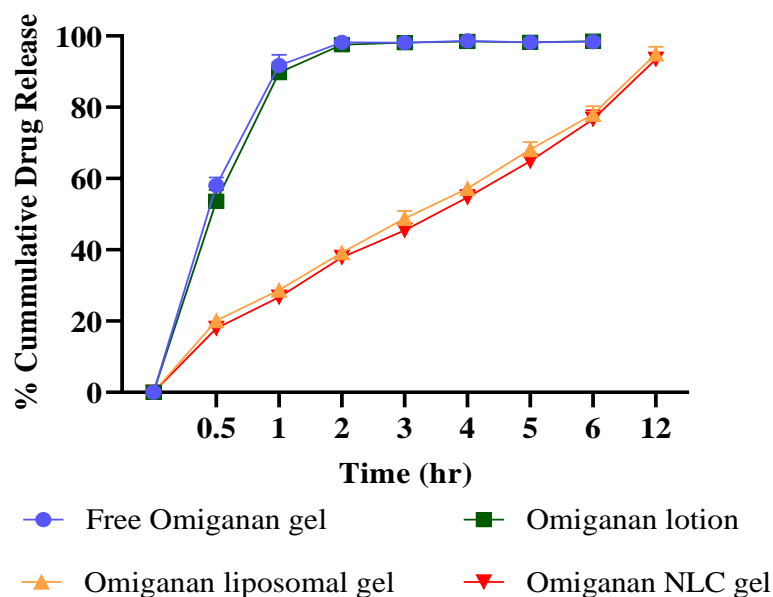 % Cummulative Drug Release
100
80
60
40
20
0
0.5 1 2 3 4 5 6 12
Time (hr)
Free Omiganan gel
Omiganan lotion
Omiganan liposomal gel
Omiganan NLC gel